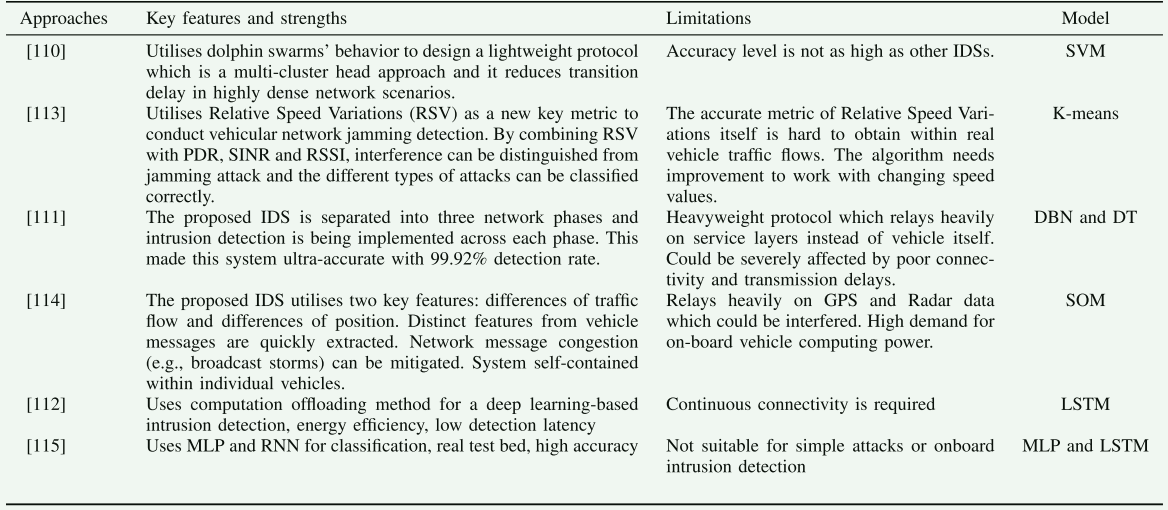 Approaches Key features and strengths Limitations Model
[110] Utilises dolphin swarms' behavior to design a lightweight protocol Accuracy level is not as high as other IDSs. SVM
which is a multi-cluster head approach and it reduces transition
delay in highly dense network scenarios.
[113] Utilises Relative Speed Variations (RSV) as a new key metric to The accurate metric of Relative Speed Vari- K-means
conduct vehicular network jamming detection. By combining RSV ations itself is hard to obtain within real
with PDR, SINR and RSSI, interference can be distinguished from vehicle traffic flows. The algorithm needs
jamming attack and the different types of attacks can be classified improvement to work with changing speed
correctly. values.
[111] The proposed IDS is separated into three network phases and Heavyweight protocol which relays heavily DBN and DT
intrusion detection is being implemented across each phase. This on service layers instead of vehicle itself.
made this system ultra-accurate with 99.92% detection rate. Could be severely affected by poor connec-
tivity and transmission delays.
[114] The proposed IDS utilises two key features: differences of traffic Relays heavily on GPS and Radar data SOM
flow and differences of position. Distinct features from vehicle which could be interfered. High demand for
messages are quickly extracted. Network message congestion on-board vehicle computing power.
(e.g., broadcast storms) can be mitigated. System self-contained
within individual vehicles.
[112] Uses computation offloading method for a deep learning-based Continuous connectivity is required LSTM
intrusion detection, energy efficiency, low detection latency
[115] Uses MLP and RNN for classification, real test bed, high accuracy Not suitable for simple attacks or onboard MLP and LSTM
intrusion detection